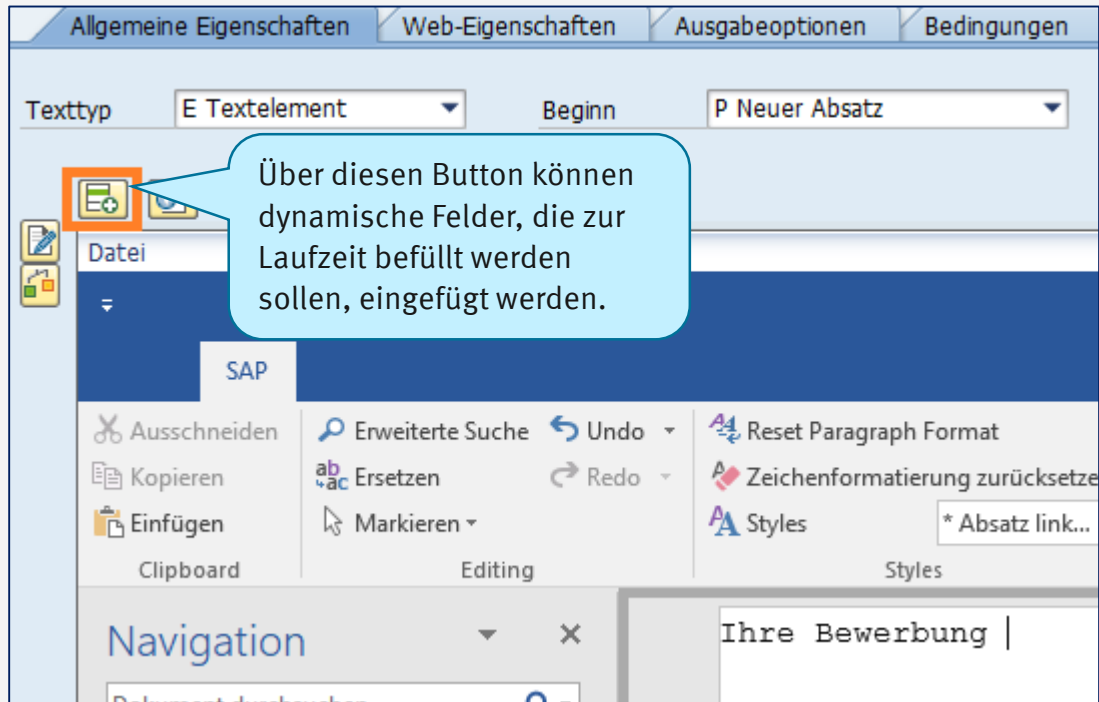 Allgemeine Eigenschaften Web-Eigenschaften Ausgabeoptionen Bedingungen
Texttyp E Textelement Beginn P Neuer Absatz
Über diesen Button können
dynamische Felder, die zur
Laufzeit befüllt werden
sollen, eingefügt werden.
Datei
SAP
Ausschneiden Erweiterte Suche Undo Reset Paragraph Format
Kopieren Ersetzen Redo Zeichenformatierung zurücksetze
Einfügen Markieren Styles * Absatz link...
Clipboard Editing Styles
Navigation Ihre Bewerbung
Dokument durchsuchen